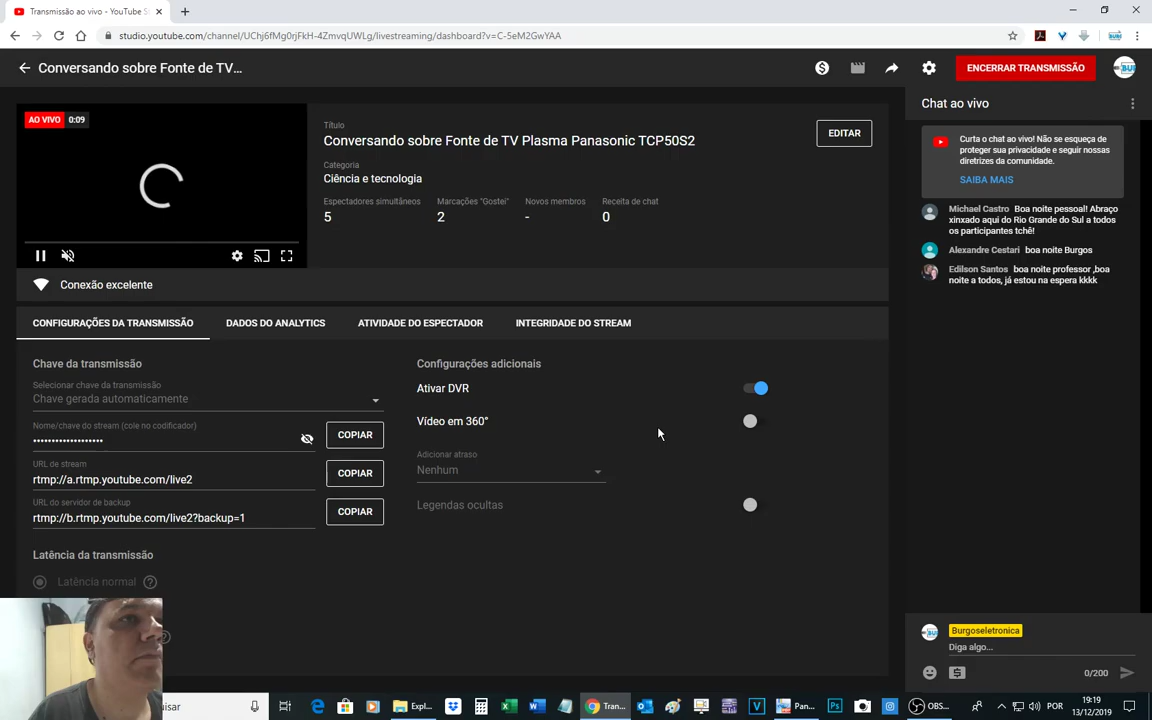 Transmissão ao vivo - YouTube S
studio.youtube.com/channel/UChj6fMg0rjFkH-4ZmvqUWLg/livestreaming/dashboard?v=C-5eM2GwYAA
Conversando sobre Fonte de TV…
ENCERRAR TRANSMISSÃO
AO VIVO 0:09
Título
Conversando sobre Fonte de TV Plasma Panasonic TCP50S2
EDITAR
Categoria
Ciência e tecnologia
Espectadores simultâneos Marcações "Gostei" Novos membros Receita de chat
5 2 - 0
Conexão excelente
CONFIGURAÇÕES DA TRANSMISSÃO DADOS DO ANALYTICS ATIVIDADE DO ESPECTADOR INTEGRIDADE DO STREAM
Chave da transmissão
Selecionar chave da transmissão
Chave gerada automaticamente
Nome/chave do stream (cole no codificador)
•••••••••••••••••••
COPIAR
URL de stream
rtmp://a.rtmp.youtube.com/live2
COPIAR
URL do servidor de backup
rtmp://b.rtmp.youtube.com/live2?backup=1
COPIAR
Latência da transmissão
Latência normal
Configurações adicionais
Ativar DVR
Vídeo em 360°
Adicionar atraso
Nenhum
Legendas ocultas
Chat ao vivo
Curta o chat ao vivo! Não se esqueça de
proteger sua privacidade e seguir nossas
diretrizes da comunidade.
SAIBA MAIS
Michael Castro Boa noite pessoal! Abraço
xinxado aqui do Rio Grande do Sul a todos
os participantes tchê!
Alexandre Cestari boa noite Burgos
Edilson Santos boa noite professor ,boa
noite a todos, já estou na espera kkkk
Burgoseletronica
Diga algo...
0/200
uisar
Expl...
Tran...
Pan...
OBS...
POR
19:19
13/12/2019